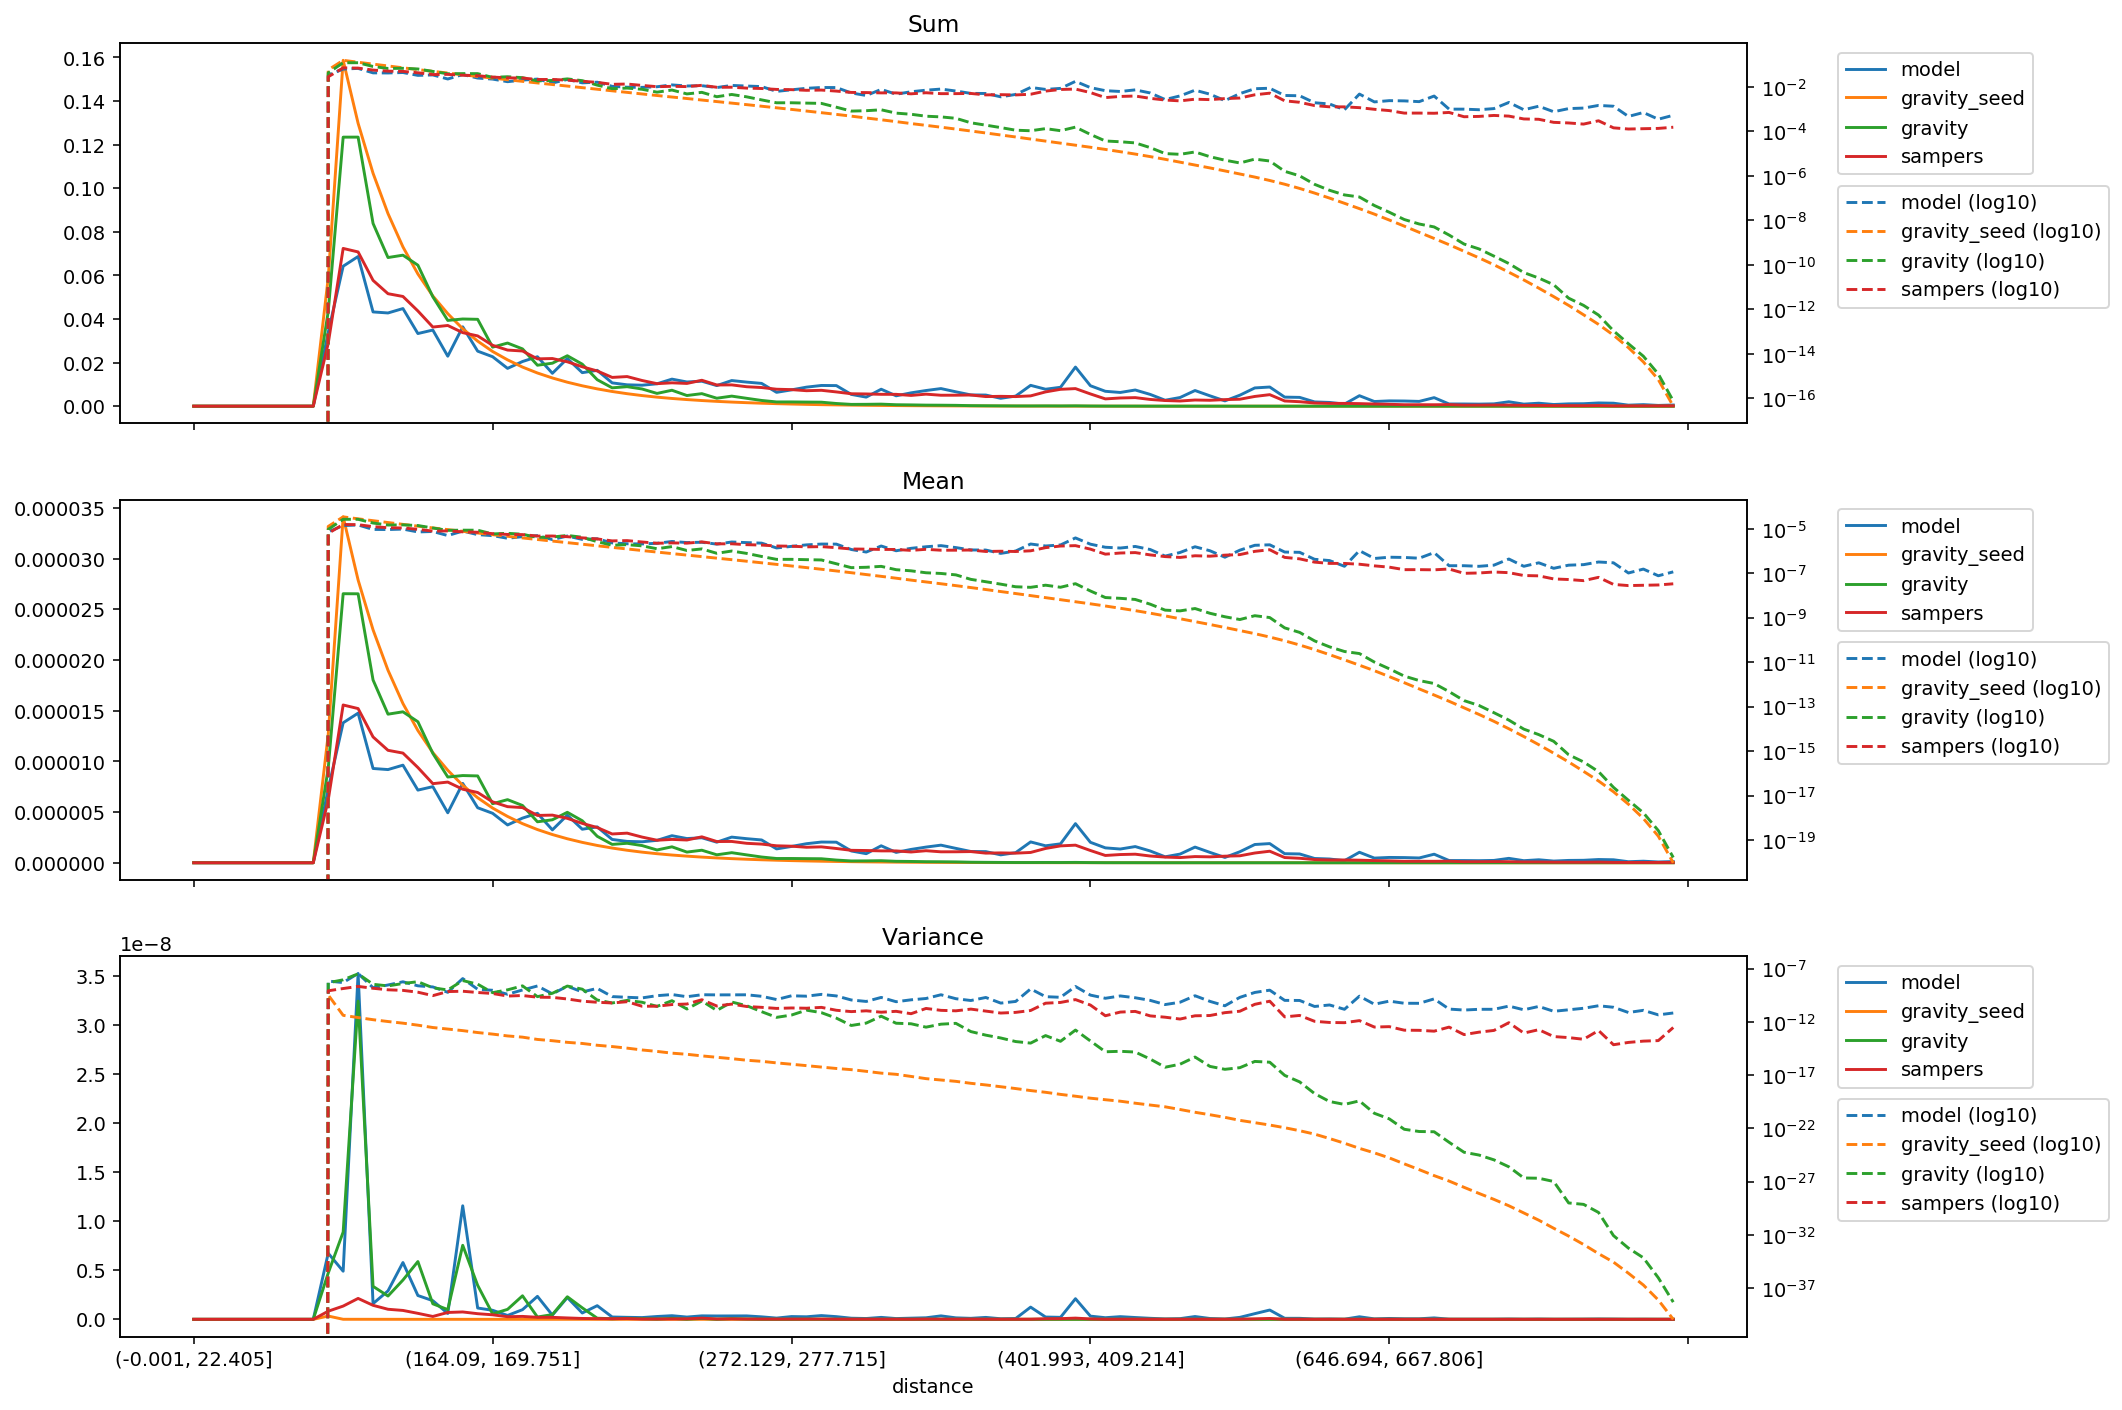 Sum
0.16
0.14
0.12
0.10
0.08
0.06
0.04
0.02
0.00
10⁻²
10⁻⁴
10⁻⁶
10⁻⁸
10⁻¹⁰
10⁻¹²
10⁻¹⁴
10⁻¹⁶
model
gravity_seed
gravity
sampers
model (log10)
gravity_seed (log10)
gravity (log10)
sampers (log10)
Mean
0.000035
0.000030
0.000025
0.000020
0.000015
0.000010
0.000005
0.000000
10⁻⁵
10⁻⁷
10⁻⁹
10⁻¹¹
10⁻¹³
10⁻¹⁵
10⁻¹⁷
10⁻¹⁹
model
gravity_seed
gravity
sampers
model (log10)
gravity_seed (log10)
gravity (log10)
sampers (log10)
Variance
1e−8
3.5
3.0
2.5
2.0
1.5
1.0
0.5
0.0
10⁻⁷
10⁻¹²
10⁻¹⁷
10⁻²²
10⁻²⁷
10⁻³²
10⁻³⁷
model
gravity_seed
gravity
sampers
model (log10)
gravity_seed (log10)
gravity (log10)
sampers (log10)
(-0.001, 22.405]
(164.09, 169.751]
(272.129, 277.715]
(401.993, 409.214]
(646.694, 667.806]
distance